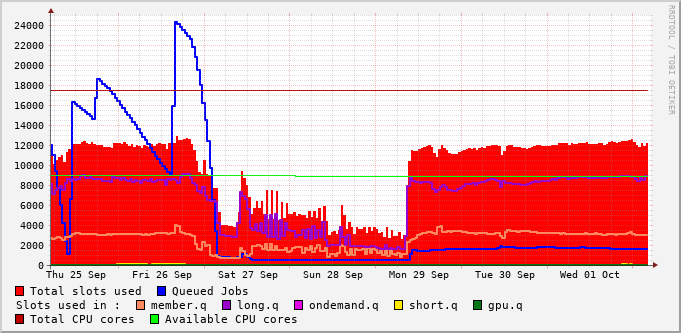 RRDTOOL / TOBI OETIKER
24000
22000
20000
18000
16000
14000
12000
10000
8000
6000
4000
2000
0
Thu 25 Sep Fri 26 Sep Sat 27 Sep Sun 28 Sep Mon 29 Sep Tue 30 Sep Wed 01 Oct
Total slots used Queued Jobs
Slots used in : member.q long.q ondemand.q short.q gpu.q
Total CPU cores Available CPU cores